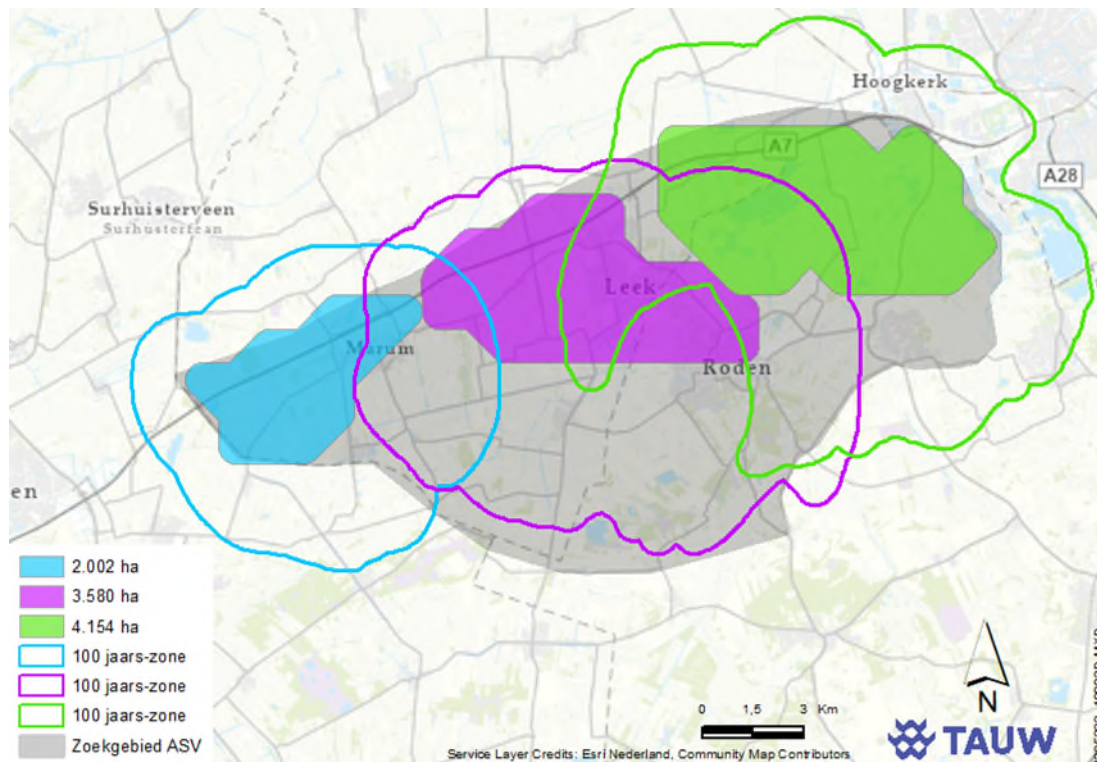 Hoogkerk
A7
A28
Surhuisterveen
Surhusterfean
Leek
Marum
Roden
en
2.002 ha
3.580 ha
4.154 ha
100 jaars-zone
100 jaars-zone
100 jaars-zone
Zoekgebied ASV
0 1,5 3 Km
N
TAUW
Service Layer Credits: Esri Nederland, Community Map Contributors